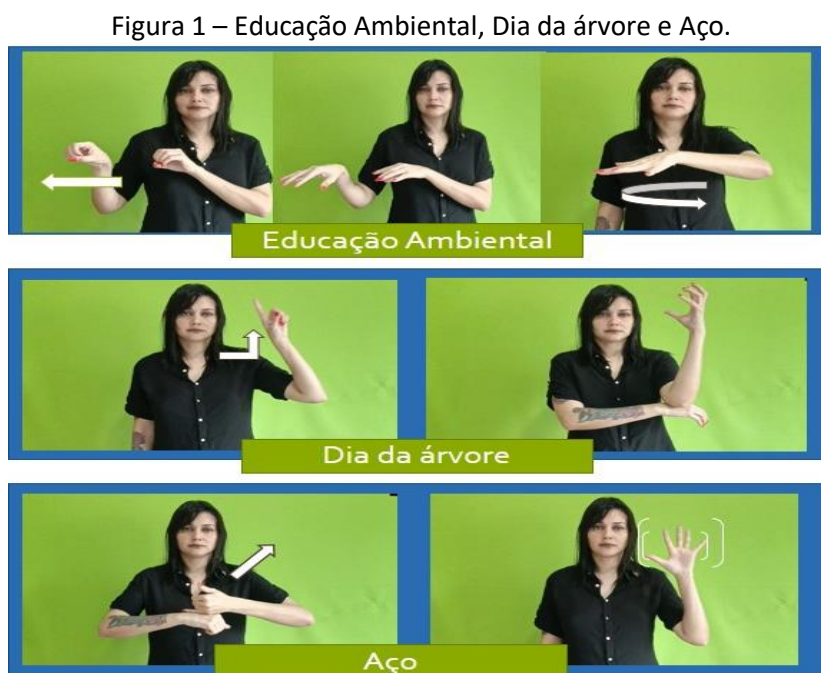 Figura 1 – Educação Ambiental, Dia da árvore e Aço.
Educação Ambiental
Dia da árvore
Aço